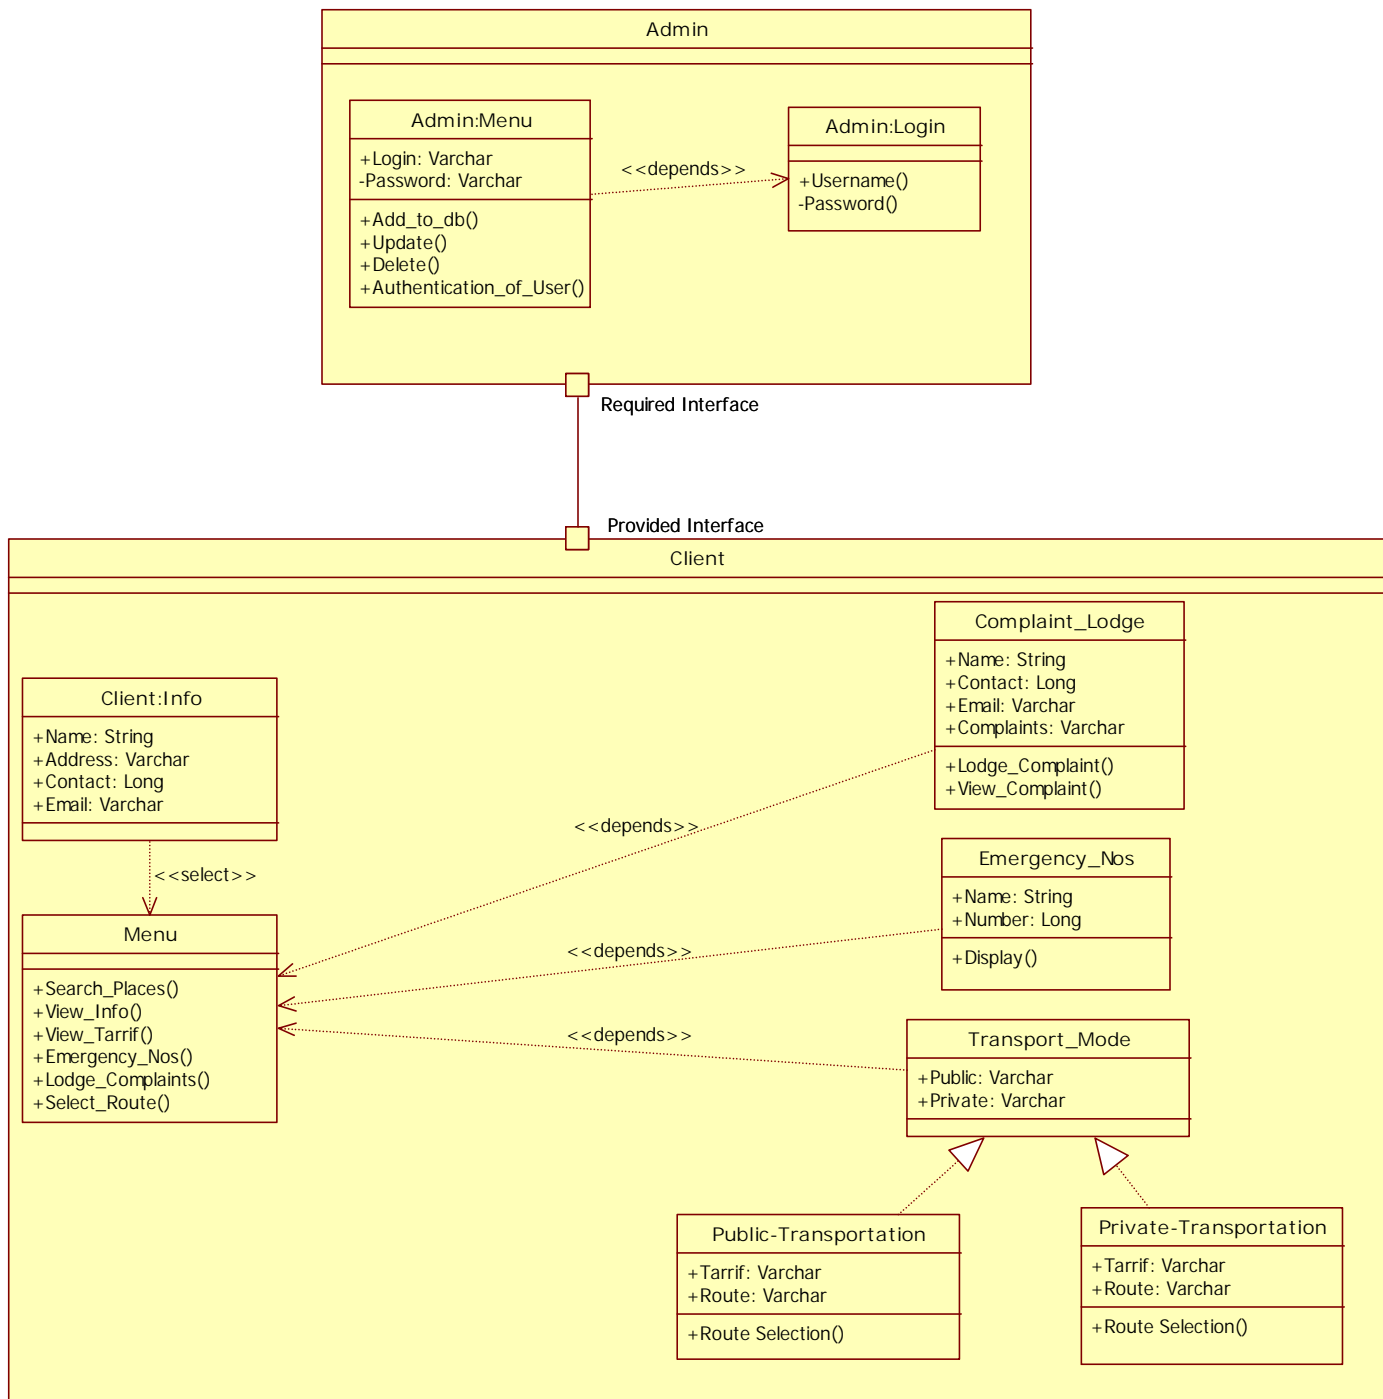 Admin
Admin:Menu
+Login: Varchar
-Password: Varchar
+Add_to_db()
+Update()
+Delete()
+Authentication_of_User()
<<depends>>
Admin:Login
+Username()
-Password()
Required Interface
Provided Interface
Client
Client:Info
+Name: String
+Address: Varchar
+Contact: Long
+Email: Varchar
<<select>>
Menu
+Search_Places()
+View_Info()
+View_Tarrif()
+Emergency_Nos()
+Lodge_Complaints()
+Select_Route()
<<depends>>
<<depends>>
<<depends>>
Complaint_Lodge
+Name: String
+Contact: Long
+Email: Varchar
+Complaints: Varchar
+Lodge_Complaint()
+View_Complaint()
Emergency_Nos
+Name: String
+Number: Long
+Display()
Transport_Mode
+Public: Varchar
+Private: Varchar
Public-Transportation
+Tarrif: Varchar
+Route: Varchar
+Route Selection()
Private-Transportation
+Tarrif: Varchar
+Route: Varchar
+Route Selection()